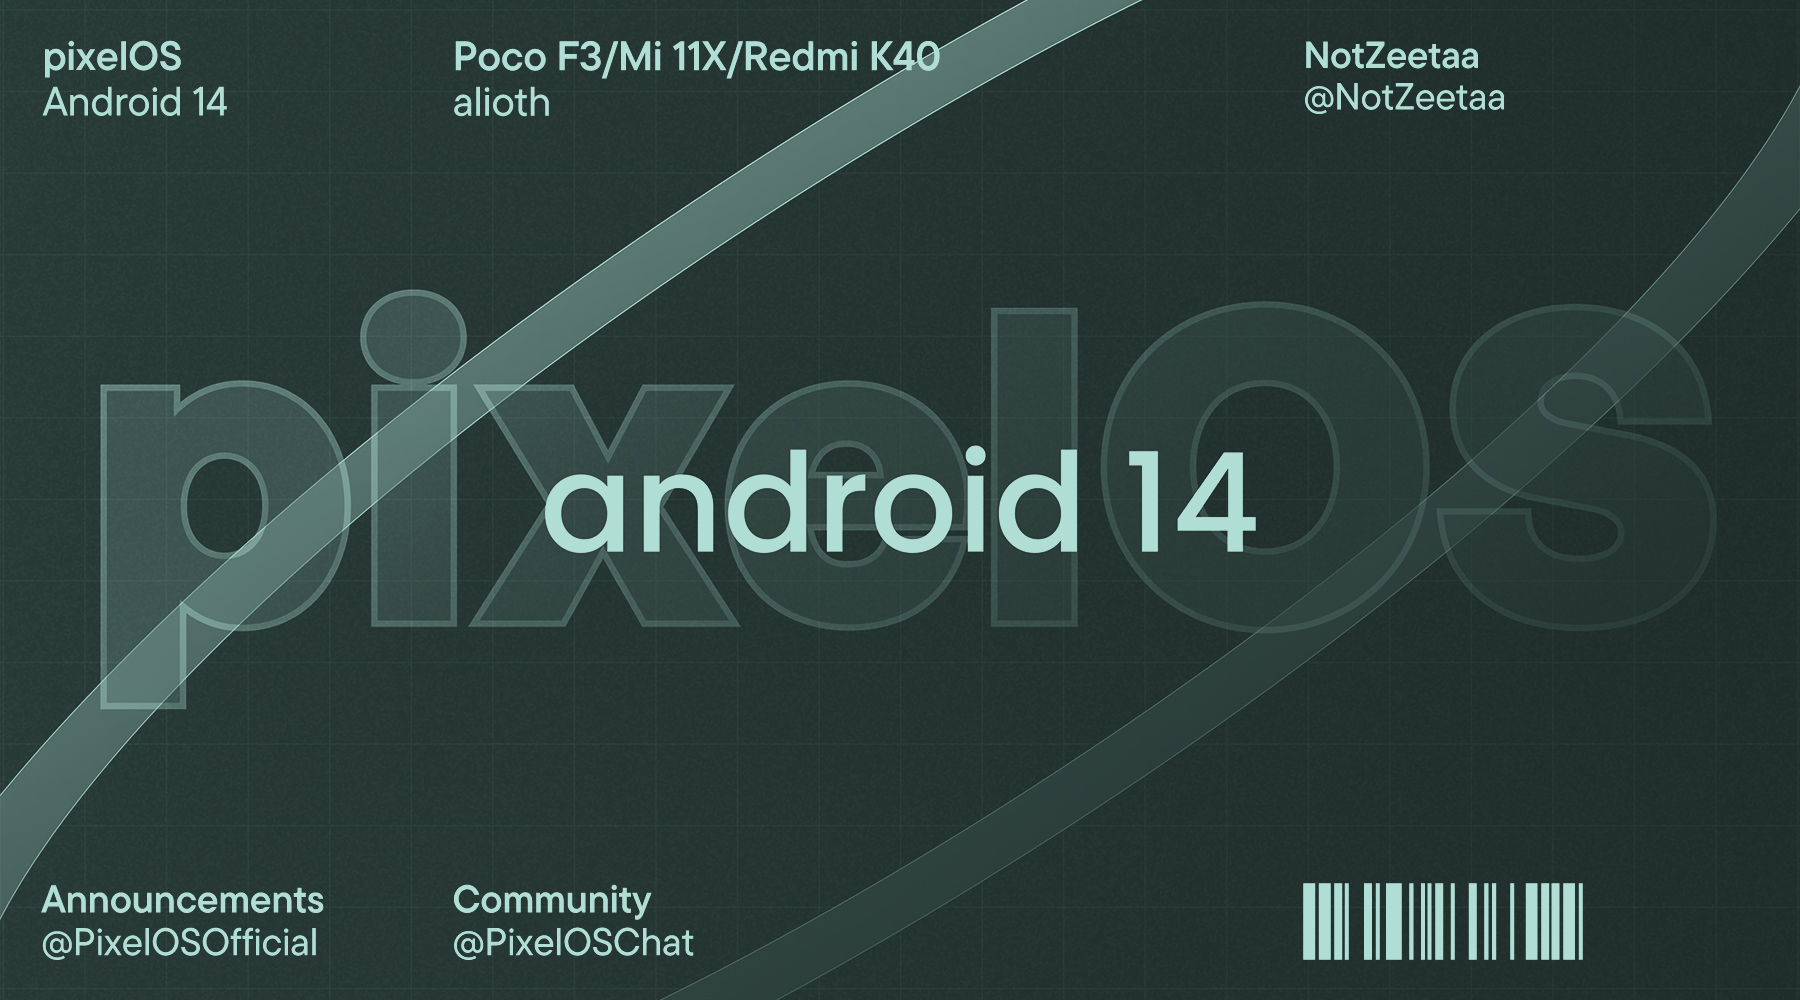 pixelOS
Android 14
Poco F3/Mi 11X/Redmi K40
alioth
NotZeetaa
@NotZeetaa
pixelOS
android 14
Announcements
@PixelOSOfficial
Community
@PixelOSChat